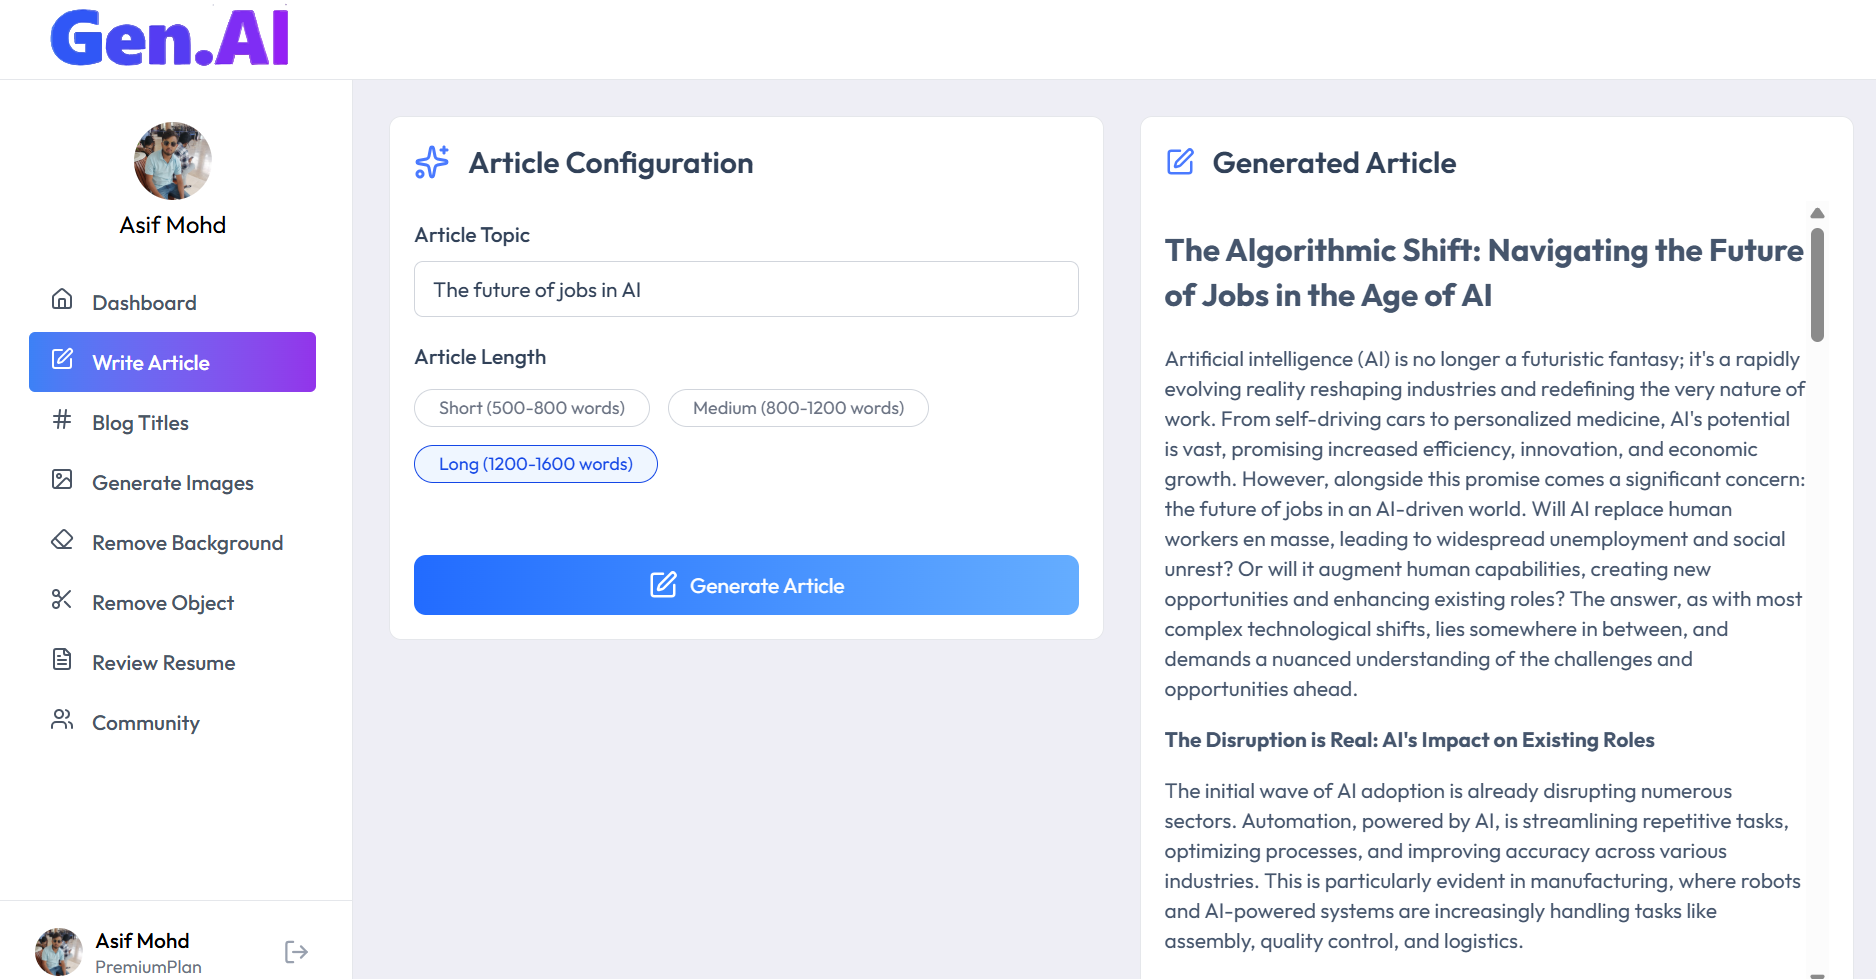 Gen.AI
Asif Mohd
Dashboard
Write Article
Blog Titles
Generate Images
Remove Background
Remove Object
Review Resume
Community
Asif Mohd
PremiumPlan
Article Configuration
Article Topic
The future of jobs in AI
Article Length
Short (500-800 words)
Medium (800-1200 words)
Long (1200-1600 words)
Generate Article
Generated Article
The Algorithmic Shift: Navigating the Future
of Jobs in the Age of AI
Artificial intelligence (AI) is no longer a futuristic fantasy; it's a rapidly
evolving reality reshaping industries and redefining the very nature of
work. From self-driving cars to personalized medicine, AI's potential
is vast, promising increased efficiency, innovation, and economic
growth. However, alongside this promise comes a significant concern:
the future of jobs in an AI-driven world. Will AI replace human
workers en masse, leading to widespread unemployment and social
unrest? Or will it augment human capabilities, creating new
opportunities and enhancing existing roles? The answer, as with most
complex technological shifts, lies somewhere in between, and
demands a nuanced understanding of the challenges and
opportunities ahead.
The Disruption is Real: AI's Impact on Existing Roles
The initial wave of AI adoption is already disrupting numerous
sectors. Automation, powered by AI, is streamlining repetitive tasks,
optimizing processes, and improving accuracy across various
industries. This is particularly evident in manufacturing, where robots
and AI-powered systems are increasingly handling tasks like
assembly, quality control, and logistics.